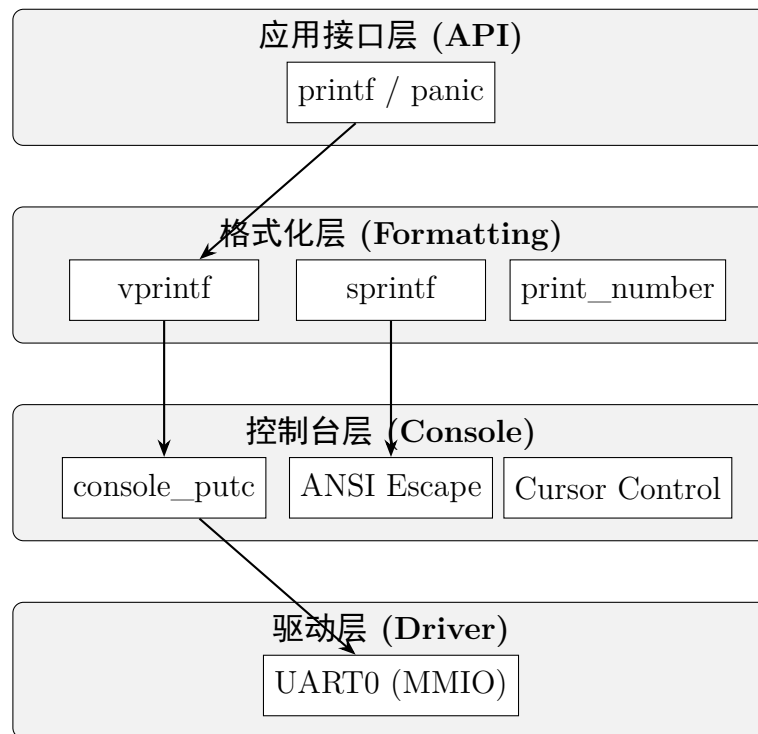 应用接口层 (API)
printf / panic
格式化层 (Formatting)
vprintf
sprintf
print_number
控制台层 (Console)
console_putc
ANSI Escape
Cursor Control
驱动层 (Driver)
UART0 (MMIO)